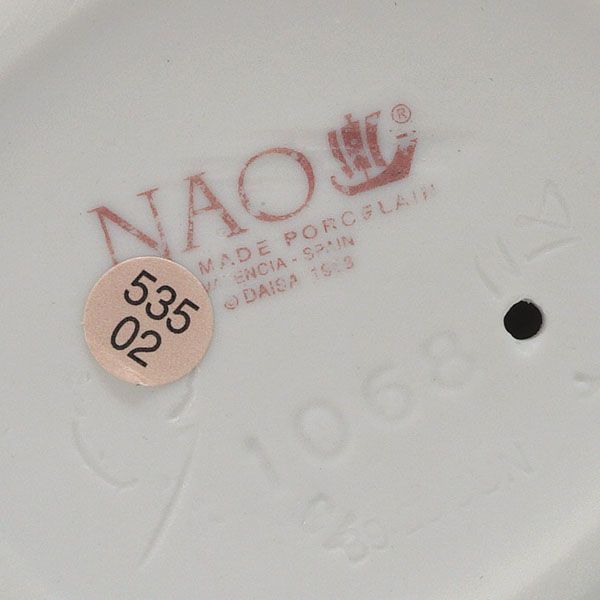 NAO ®
MADE PORCELAIN
VALENCIA - SPAIN
© DAISA
535
02
1068